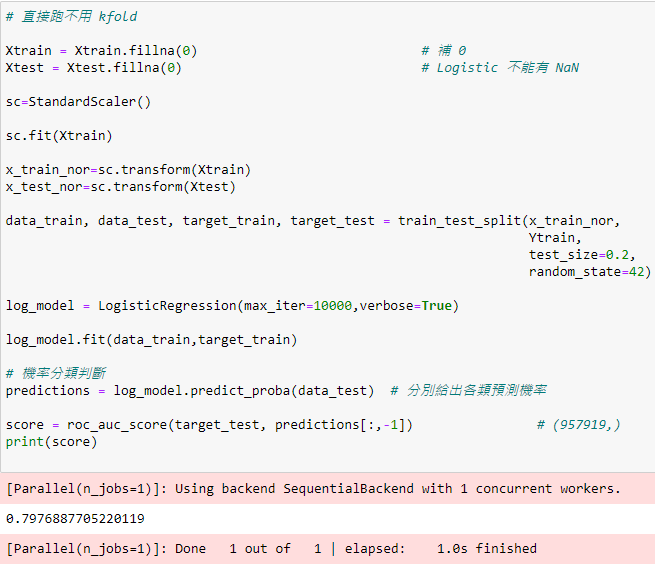 # 直接跑不用 kfold
Xtrain = Xtrain.fillna(0) # 補 0
Xtest = Xtest.fillna(0) # Logistic 不能有 NaN
sc=StandardScaler()
sc.fit(Xtrain)
x_train_nor=sc.transform(Xtrain)
x_test_nor=sc.transform(Xtest)
data_train, data_test, target_train, target_test = train_test_split(x_train_nor,
Ytrain,
test_size=0.2,
random_state=42)
log_model = LogisticRegression(max_iter=10000,verbose=True)
log_model.fit(data_train,target_train)
# 機率分類判斷
predictions = log_model.predict_proba(data_test) # 分別給出各類預測機率
score = roc_auc_score(target_test, predictions[:,-1]) # (957919,)
print(score)
[Parallel(n_jobs=1)]: Using backend SequentialBackend with 1 concurrent workers.
0.7976887705220119
[Parallel(n_jobs=1)]: Done 1 out of 1 | elapsed: 1.0s finished